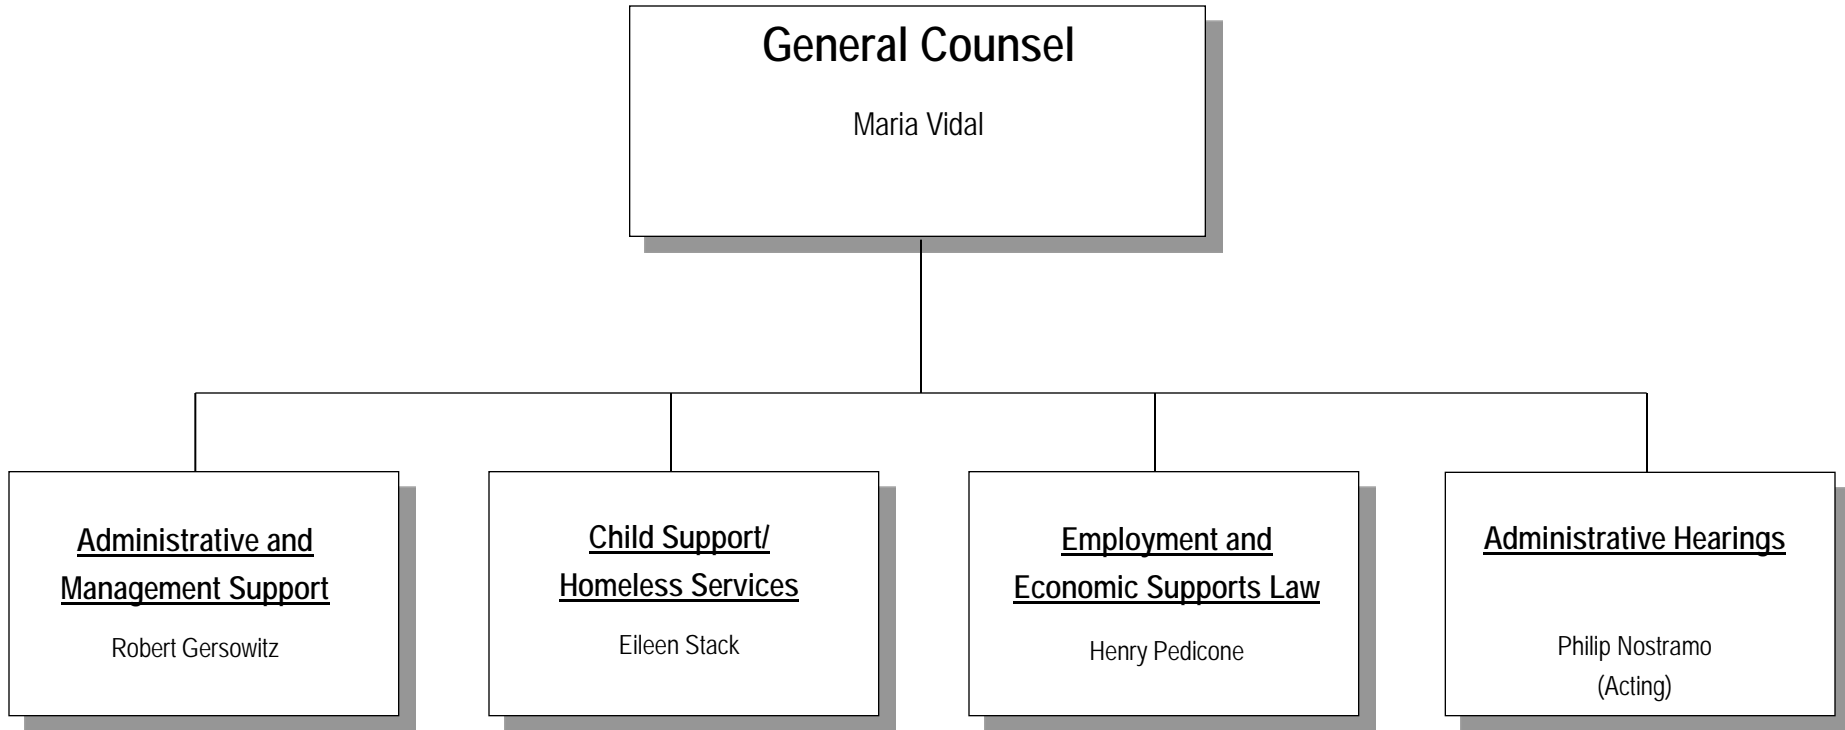 General Counsel
Maria Vidal
Administrative and
Management Support
Robert Gersowitz
Child Support/
Homeless Services
Eileen Stack
Employment and
Economic Supports Law
Henry Pedicone
Administrative Hearings
Philip Nostramo
(Acting)